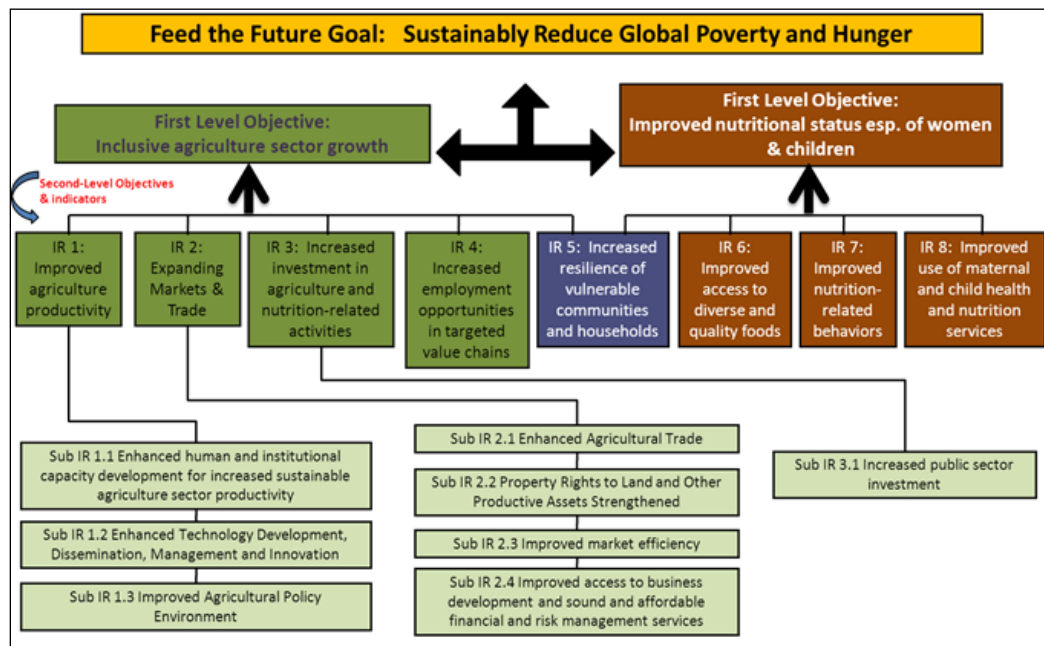 Feed the Future Goal:   Sustainably Reduce Global Poverty and Hunger
First Level Objective:
Inclusive agriculture sector growth
First Level Objective:
Improved nutritional status esp. of women
& children
Second-Level Objectives
& indicators
IR 1:
Improved
agriculture
productivity
IR 2:
Expanding
Markets &
Trade
IR 3:  Increased
investment in
agriculture and
nutrition-related
activities
IR 4:
Increased
employment
opportunities
in targeted
value chains
IR 5:  Increased
resilience of
vulnerable
communities
and households
IR 6:
Improved
access to
diverse and
quality foods
IR 7:
Improved
nutrition-
related
behaviors
IR 8:  Improved
use of maternal
and child health
and nutrition
services
Sub IR 1.1 Enhanced human and institutional
capacity development for increased sustainable
agriculture sector productivity
Sub IR 1.2 Enhanced Technology Development,
Dissemination, Management and Innovation
Sub IR 1.3 Improved Agricultural Policy
Environment
Sub IR 2.1 Enhanced Agricultural Trade
Sub IR 2.2 Property Rights to Land and Other
Productive Assets Strengthened
Sub IR 2.3 Improved market efficiency
Sub IR 2.4 Improved access to business
development and sound and affordable
financial and risk management services
Sub IR 3.1 Increased public sector
investment